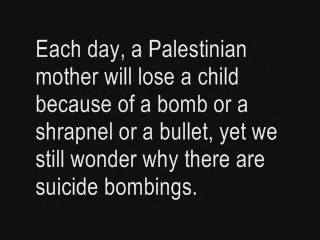 Each day, a Palestinian
mother will lose a child
because of a bomb or a
shrapnel or a bullet, yet we
still wonder why there are
suicide bombings.